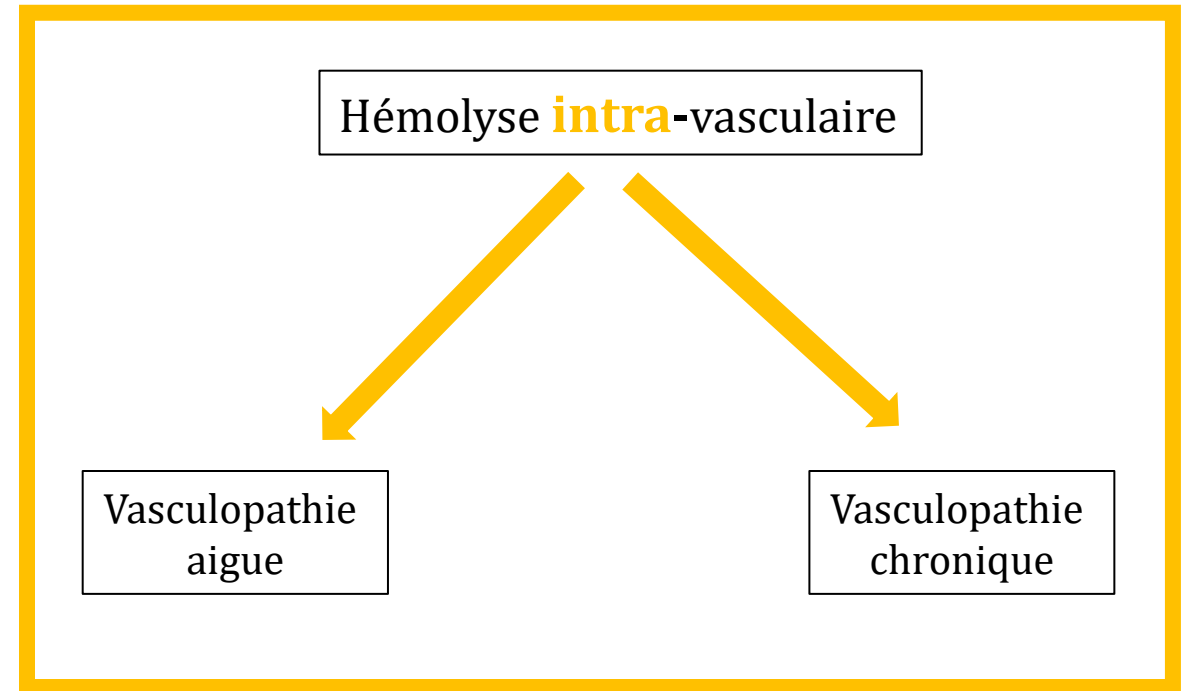 Hémolyse intra-vasculaire
Vasculopathie
aigue
Vasculopathie
chronique